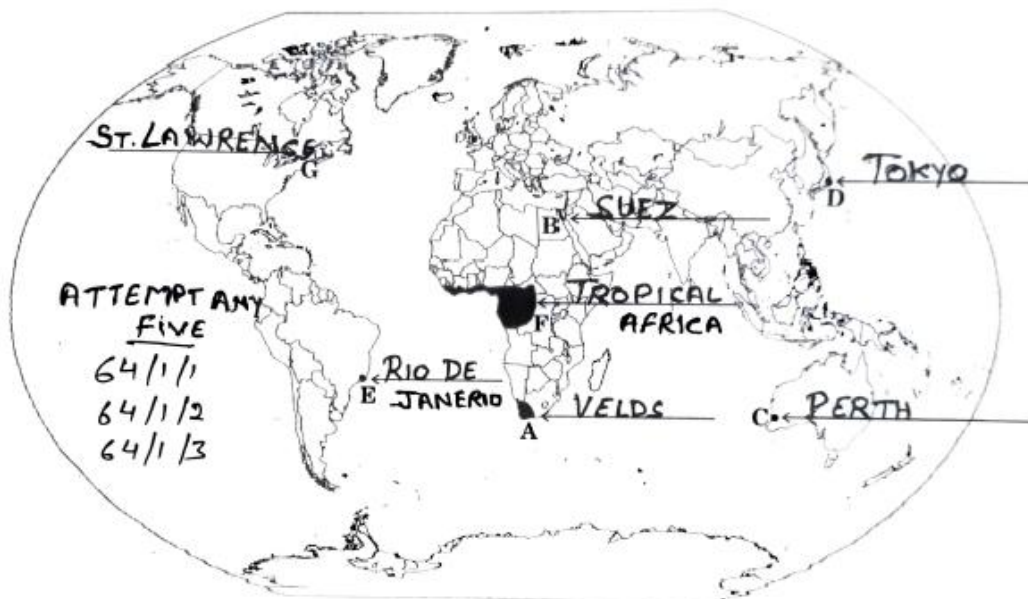 ST. LAWRENCE
G
TOKYO
D
SUEZ
B
ATTEMPT ANY
FIVE
64/1/1
64/1/2
64/1/3
TROPICAL
AFRICA
F
RIO DE
JANERIO
E
VELDS
A
C
PERTH